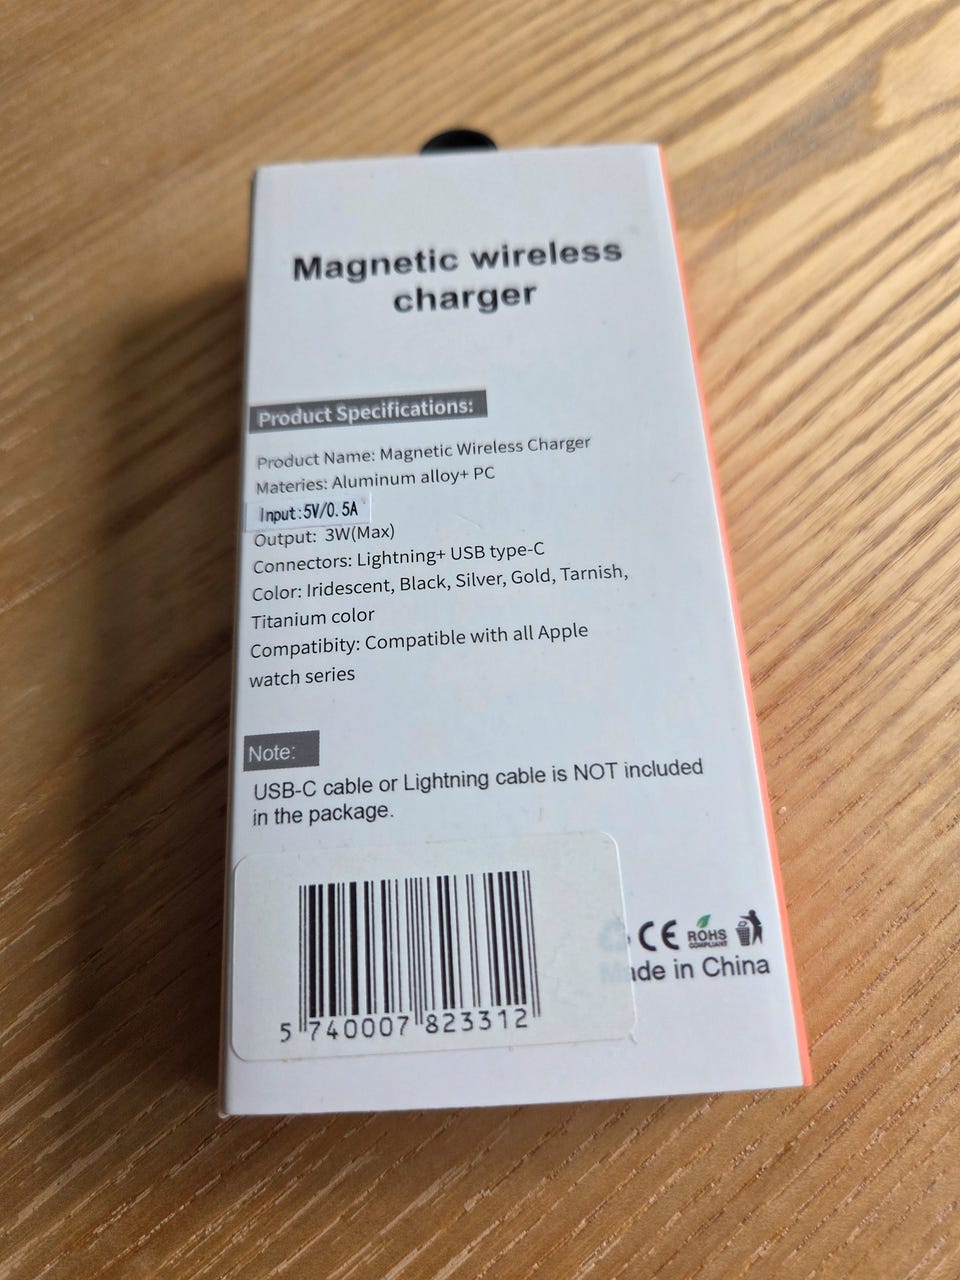 Magnetic wireless
charger
Product Specifications:
Product Name: Magnetic Wireless Charger
Materies: Aluminum alloy+ PC
Input:5V/0.5A
Output: 3W(Max)
Connectors: Lightning+ USB type-C
Color: Iridescent, Black, Silver, Gold, Tarnish,
Titanium color
Compatibity: Compatible with all Apple
watch series
Note:
USB-C cable or Lightning cable is NOT included
in the package.
CE ROHS
COMPLIANT
Made in China
5 740007 823312